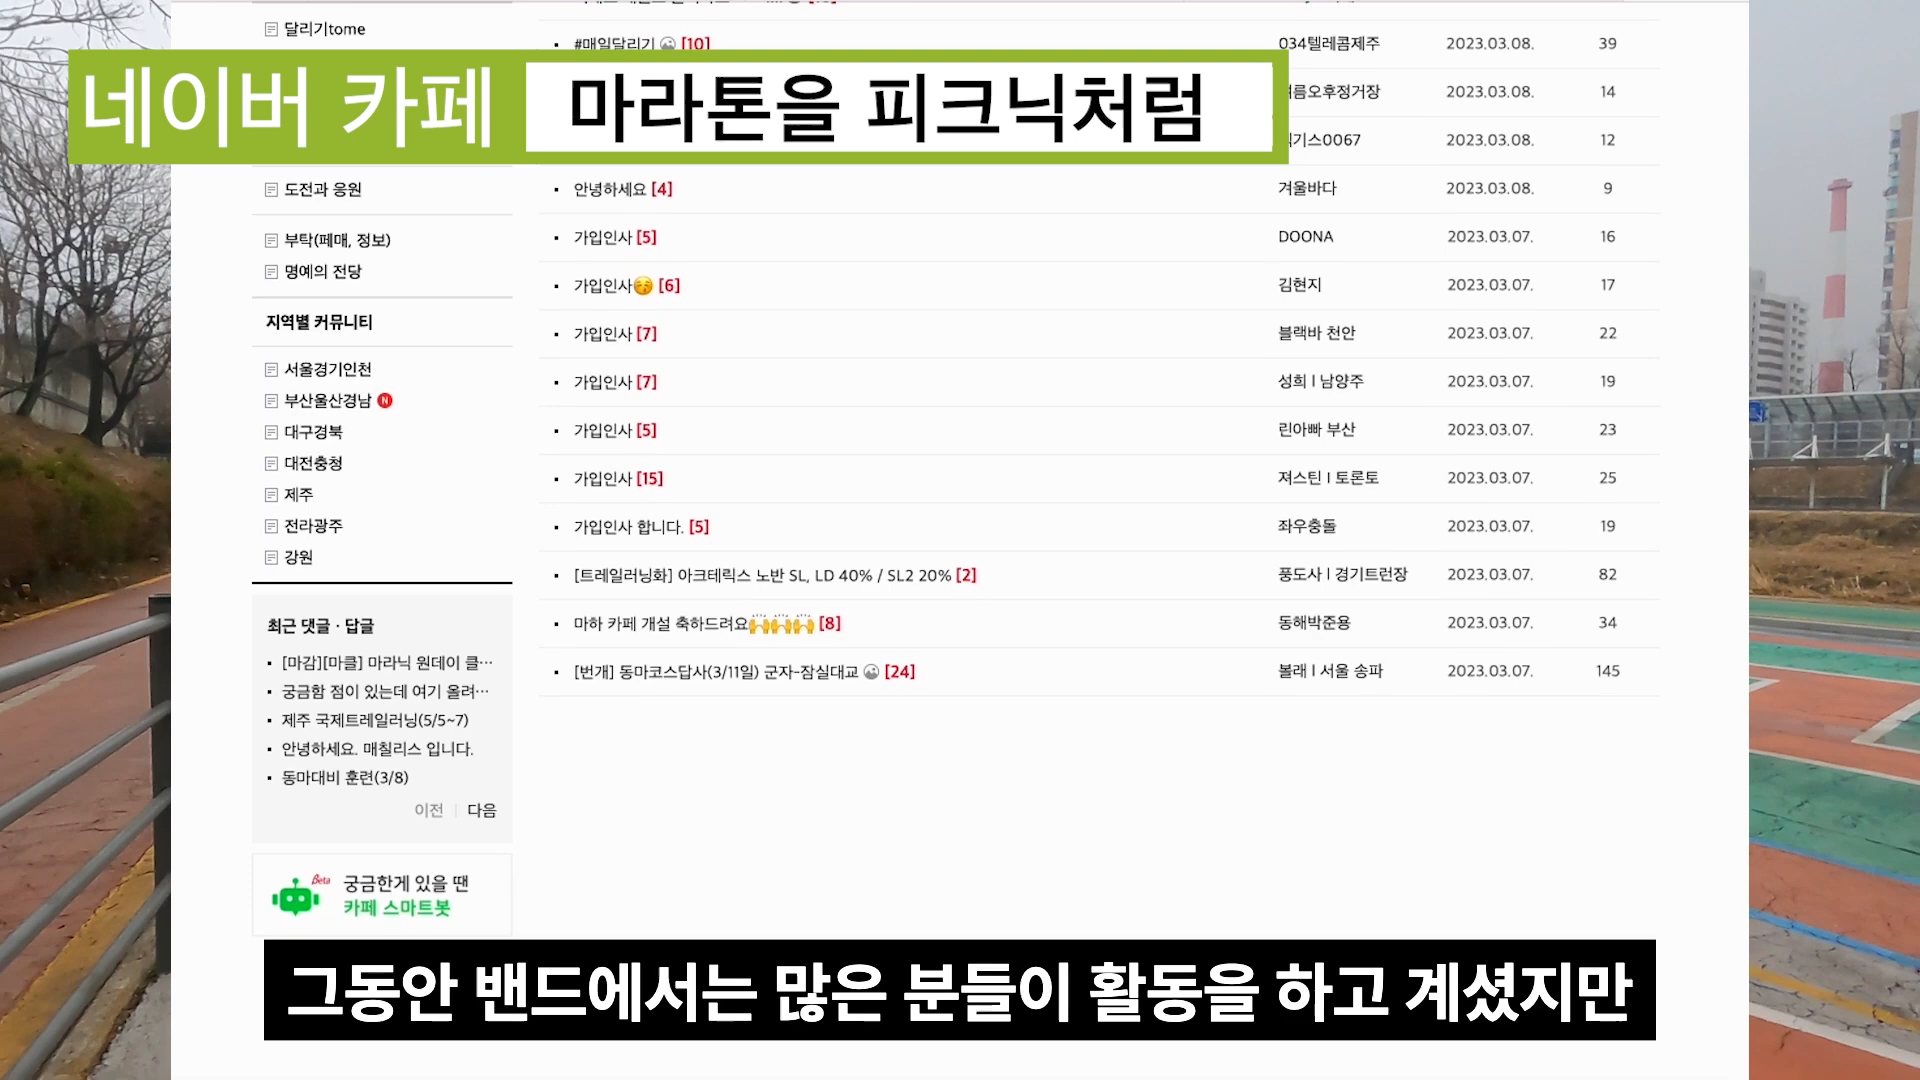 달리기tome
#매일달리기 [10] 034텔레콤제주 2023.03.08. 39
네이버 카페 마라톤을 피크닉처럼
름오후정거장 2023.03.08. 14
기스0067 2023.03.08. 12
도전과 응원
부탁(페매, 정보)
명예의 전당
지역별 커뮤니티
서울경기인천
부산울산경남 N
대구경북
대전충청
제주
전라광주
강원
안녕하세요 [4] 겨울바다 2023.03.08. 9
가입인사 [5] DOONA 2023.03.07. 16
가입인사😚 [6] 김현지 2023.03.07. 17
가입인사 [7] 블랙바 천안 2023.03.07. 22
가입인사 [7] 성희 I 남양주 2023.03.07. 19
가입인사 [5] 린아빠 부산 2023.03.07. 23
가입인사 [15] 져스틴 I 토론토 2023.03.07. 25
가입인사 합니다. [5] 좌우충돌 2023.03.07. 19
[트레일러닝화] 아크테릭스 노반 SL, LD 40% / SL2 20% [2] 풍도사 I 경기트런장 2023.03.07. 82
마하 카페 개설 축하드려요🙌🙌🙌 [8] 동해박준용 2023.03.07. 34
[번개] 동마코스답사(3/11일) 군자-잠실대교 [24] 볼래 I 서울 송파 2023.03.07. 145
최근 댓글 · 답글
[마감][마클] 마라닉 원데이 클…
궁금함 점이 있는데 여기 올려…
제주 국제트레일러닝(5/5~7)
안녕하세요. 매칠리스 입니다.
동마대비 훈련(3/8)
이전 | 다음
Beta
궁금한게 있을 땐
카페 스마트봇
그동안 밴드에서는 많은 분들이 활동을 하고 계셨지만